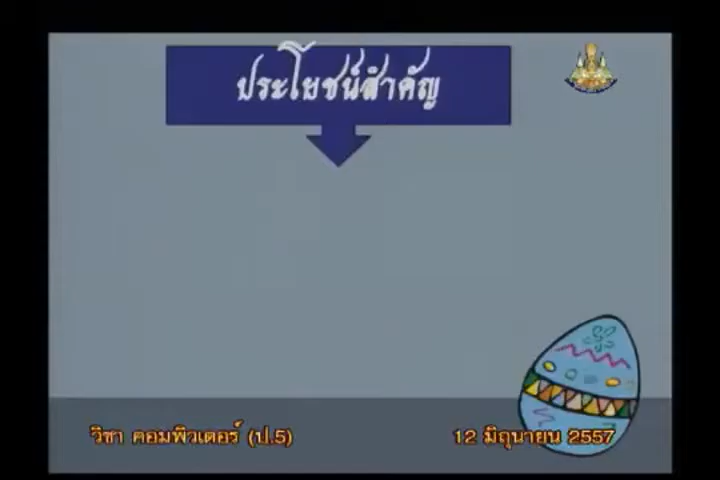 ประโยชน์สำคัญ
วิชา คอมพิวเตอร์ (ป.5)
12 มิถุนายน 2557